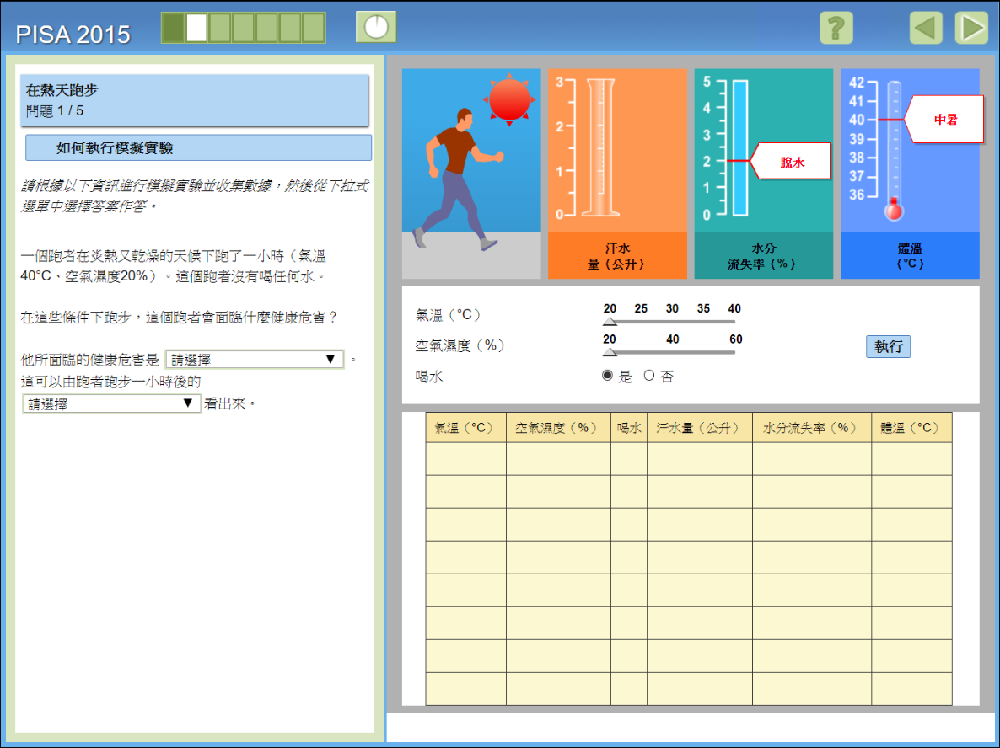 PISA 2015
?
在熱天跑步
問題 1 / 5
如何執行模擬實驗
請根據以下資訊進行模擬實驗並收集數據，然後從下拉式
選單中選擇答案作答。
一個跑者在炎熱又乾燥的天候下跑了一小時（氣溫
40°C、空氣濕度20%）。這個跑者沒有喝任何水。
在這些條件下跑步，這個跑者會面臨什麼健康危害？
他所面臨的健康危害是 請選擇 ▼ 。
這可以由跑者跑步一小時後的
請選擇 ▼ 看出來。
3
2
1
0
汗水
量（公升）
5
4
3
2
1
0
脫水
水分
流失率（%）
42
41
40
39
38
37
36
中暑
體溫
（°C）
氣溫（°C） 20 25 30 35 40
空氣濕度（%） 20 40 60
喝水 是 否
執行
氣溫（°C） 空氣濕度（%） 喝水 汗水量（公升） 水分流失率（%） 體溫（°C）